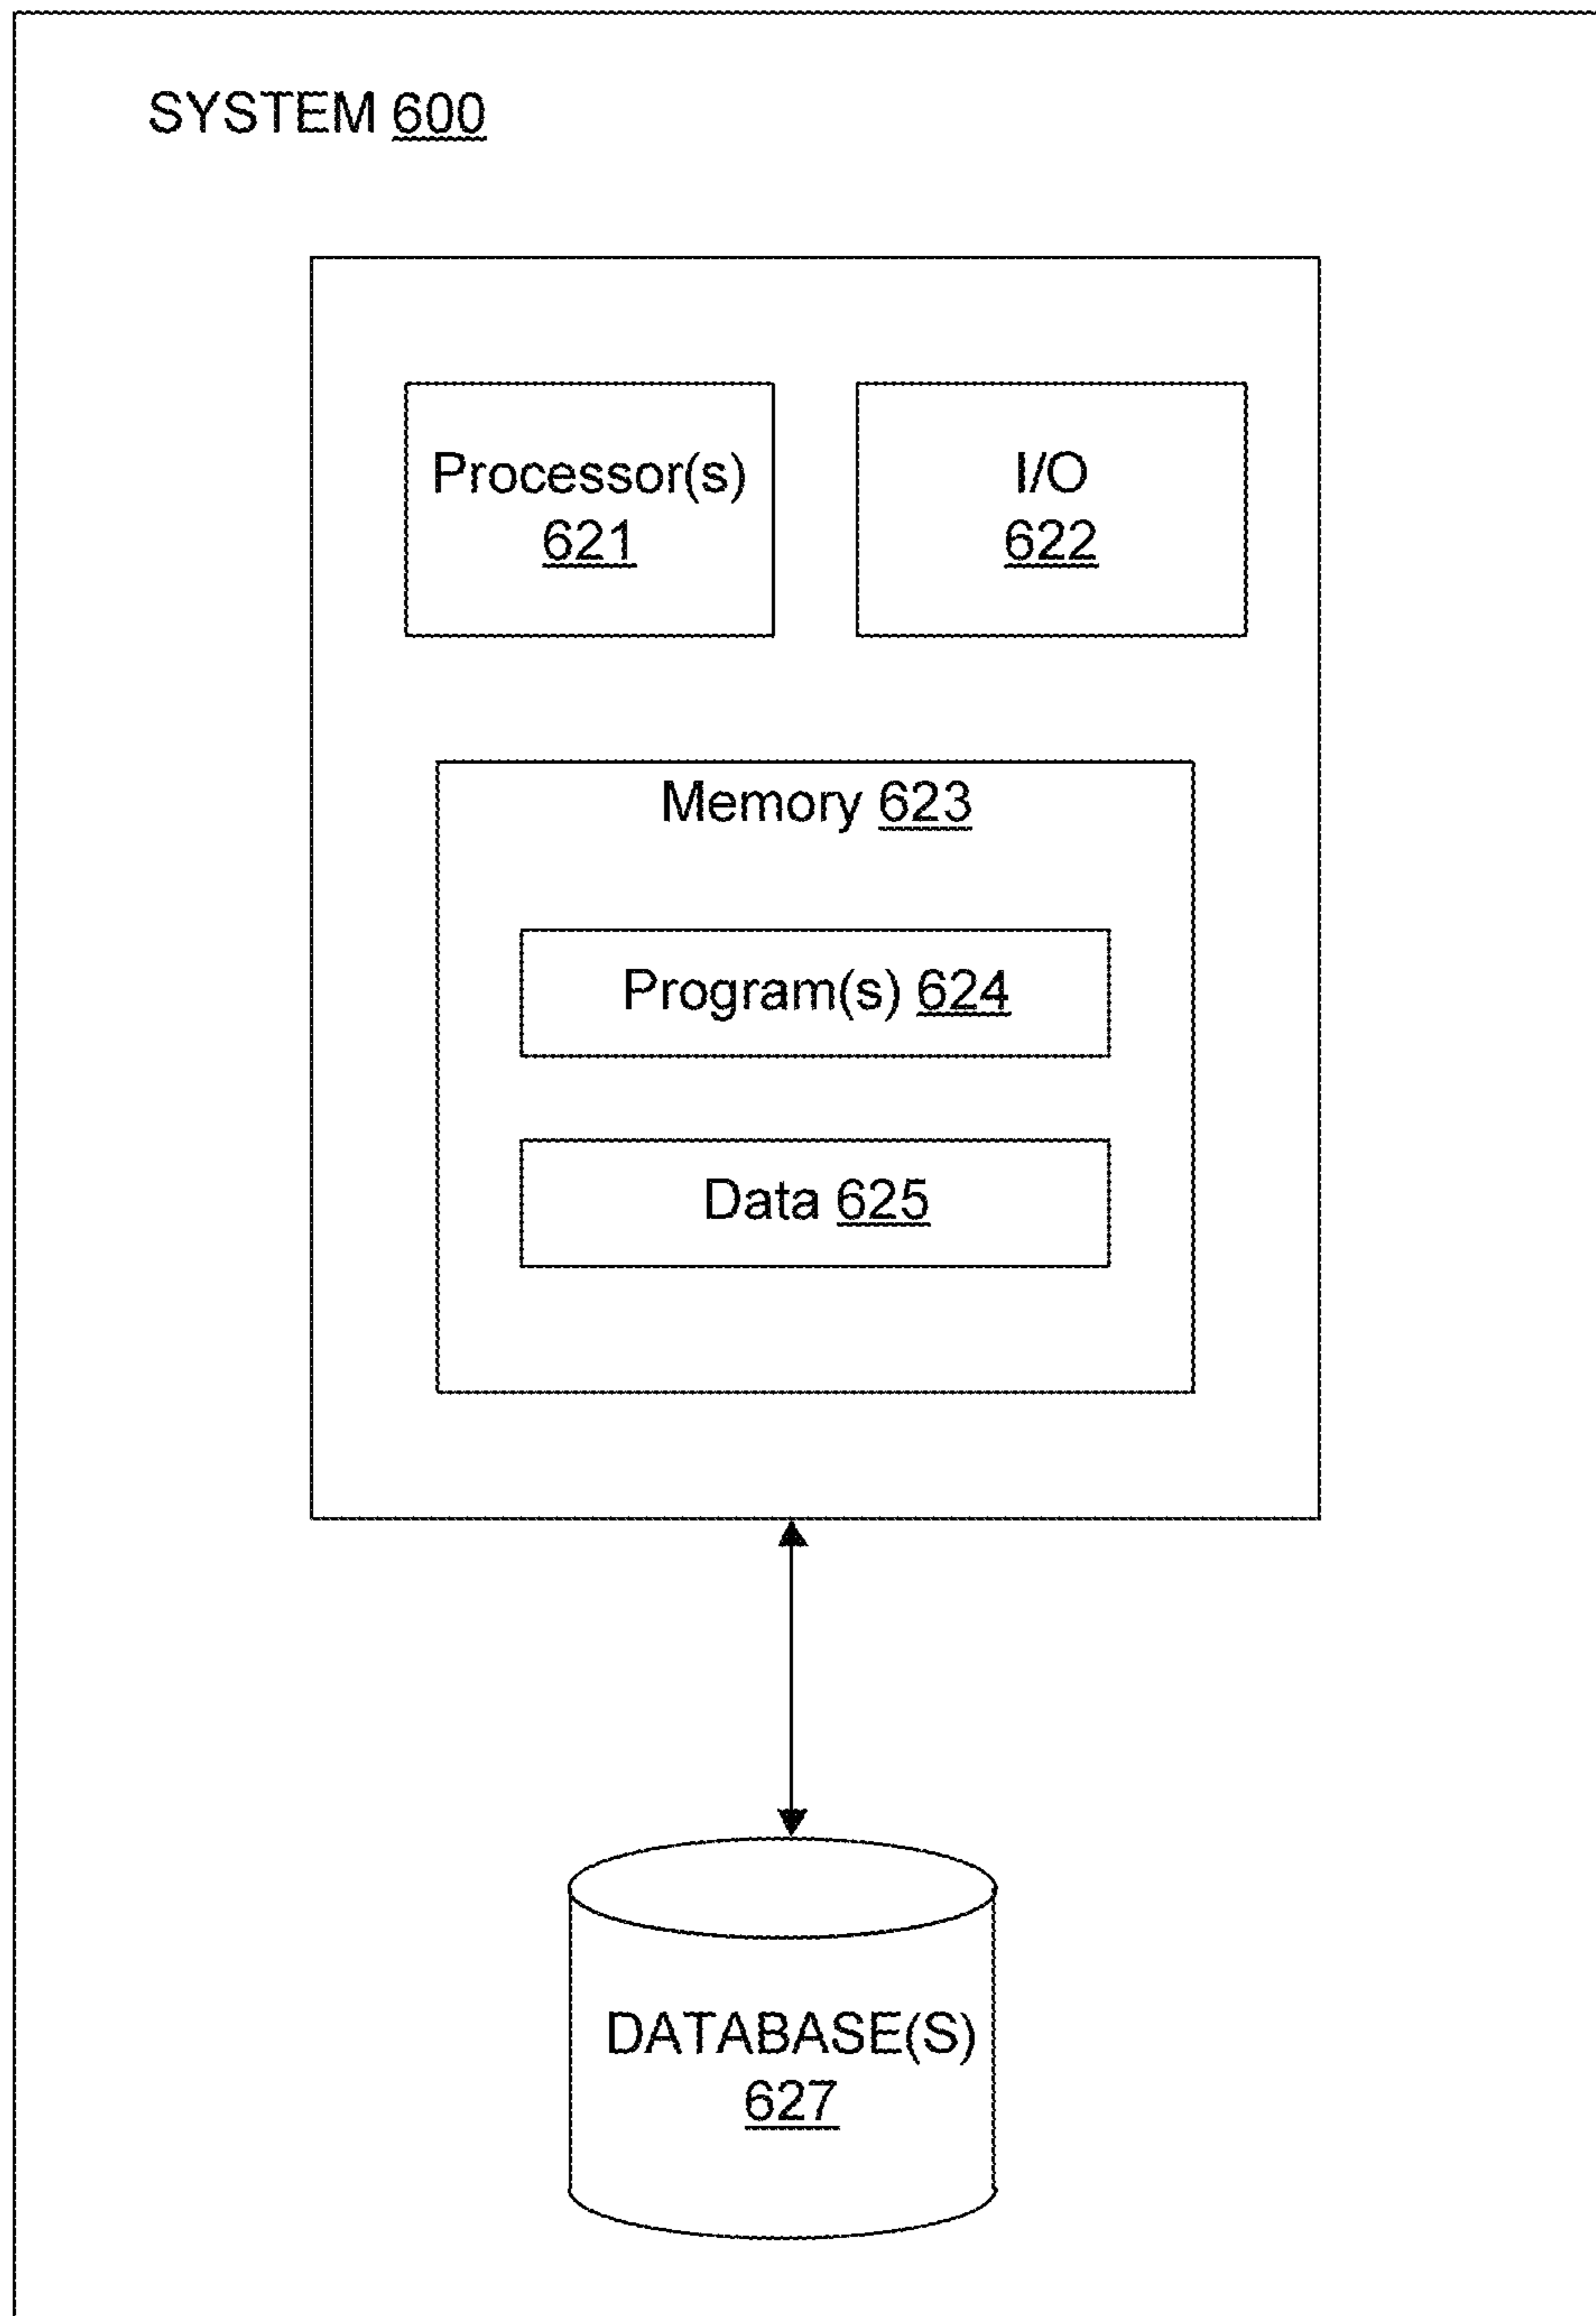 SYSTEM 600
Processor(s)
621
I/O
622
Memory 623
Program(s) 624
Data 625
DATABASE(S)
627